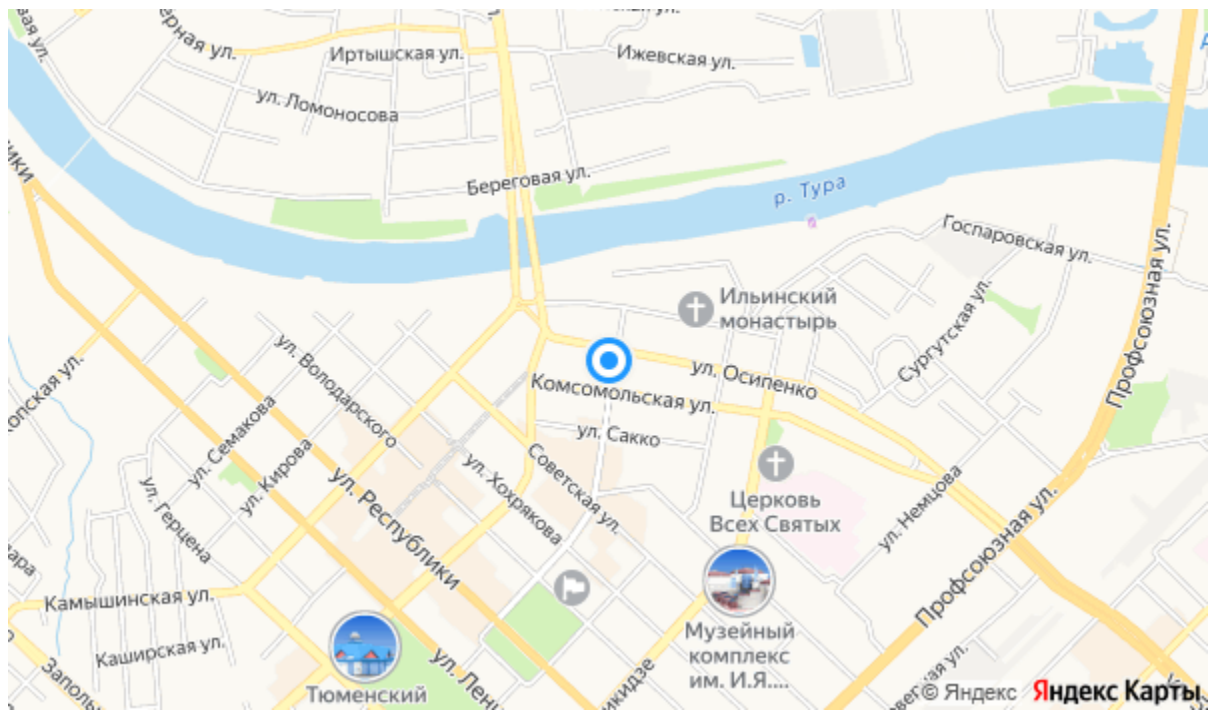 Иртышская ул.
Ижевская ул.
ул. Ломоносова
Береговая ул.
р. Тура
Госпаровская ул.
Профсоюзная ул.
Ильинский
монастырь
Сургутская ул.
ул. Осипенко
Комсомольская ул.
ул. Сакко
ул. Володарского
ул. Семакова
ул. Кирова
ул. Хохрякова
Советская ул.
ул. Республики
ул. Герцена
Церковь
Всех Святых
ул. Немцова
Профсоюзная ул.
Камышинская ул.
Каширская ул.
Музейный
комплекс
им. И.Я....
Тюменский
© Яндекс Яндекс Карты